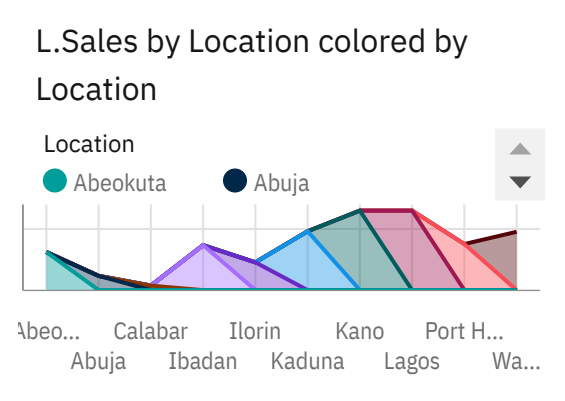 L.Sales by Location colored by
Location
Location
Abeokuta Abuja
Abeo... Calabar Ilorin Kano Port H...
Abuja Ibadan Kaduna Lagos Wa...